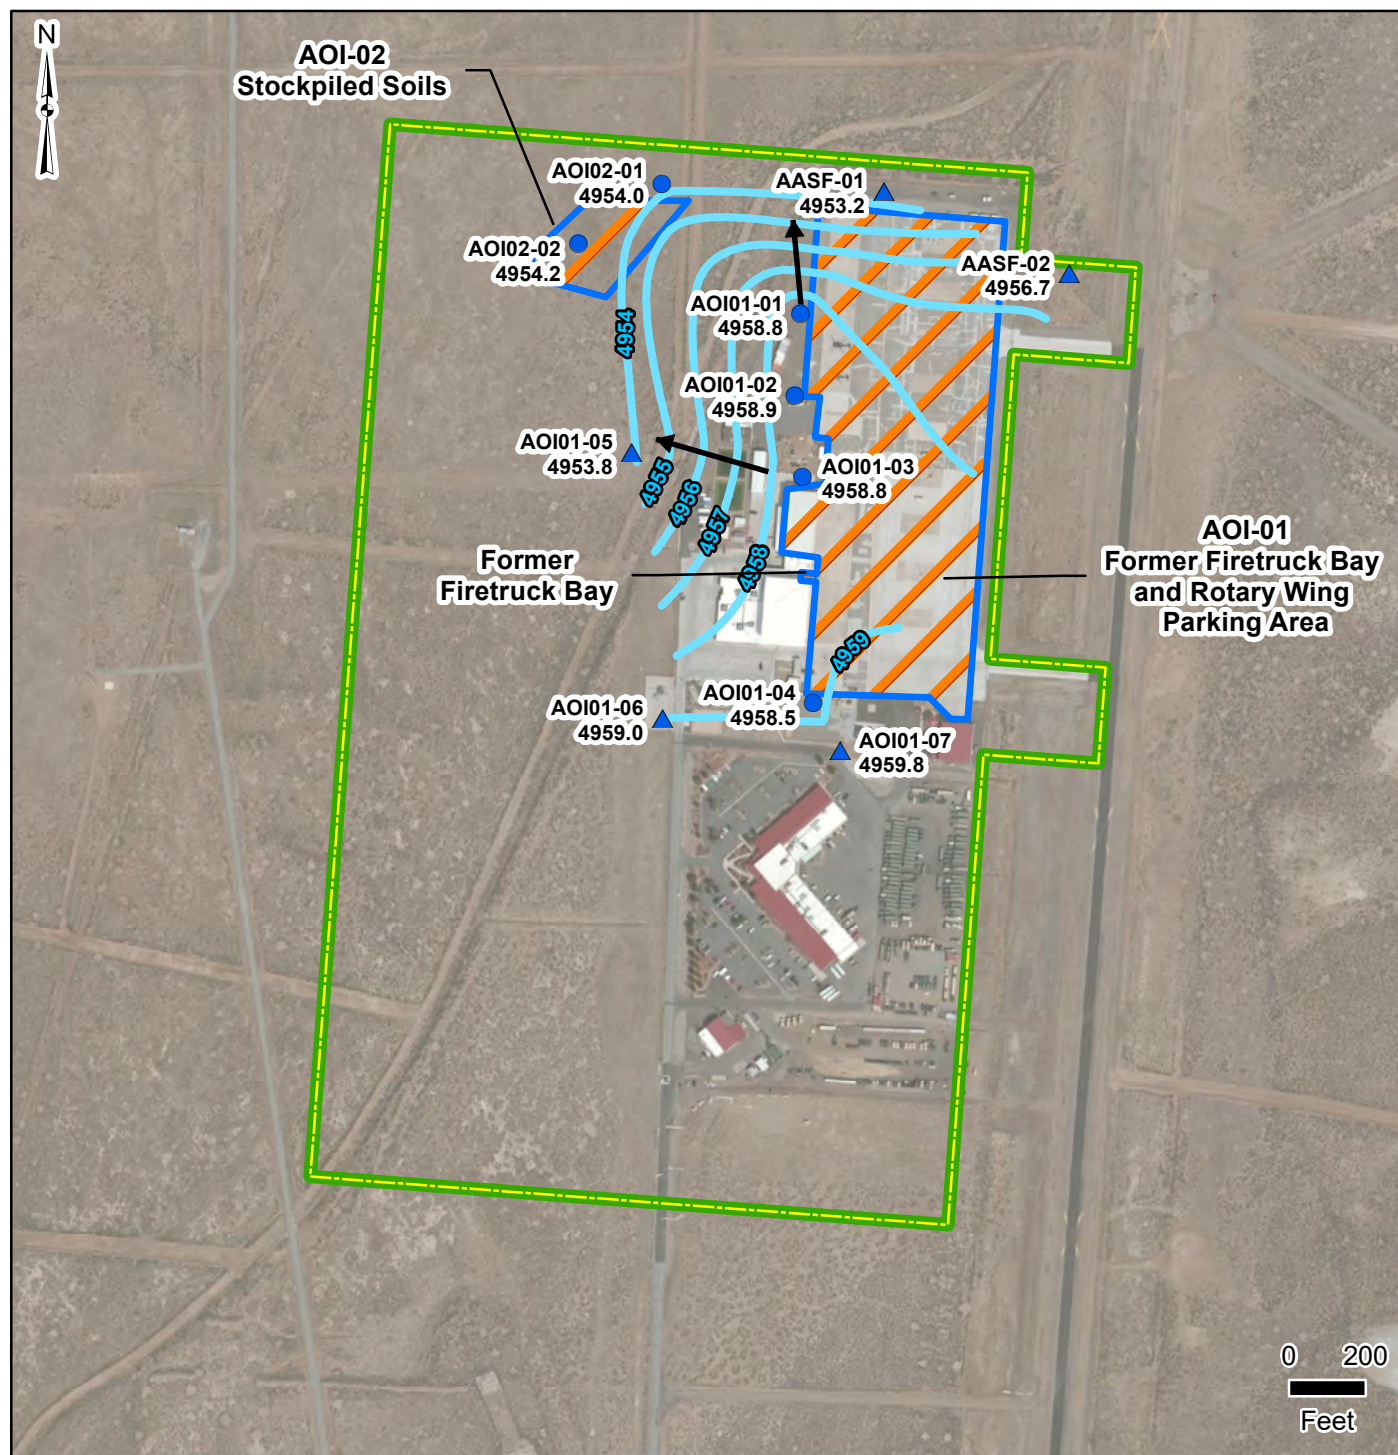 N
AOI-02
Stockpiled Soils
AOI02-01
4954.0
AASF-01
4953.2
AOI02-02
4954.2
AASF-02
4956.7
AOI01-01
4958.8
4954
AOI01-02
4958.9
AOI01-05
4953.8
AOI01-03
4958.8
4955
4956
4957
4958
AOI-01
Former Firetruck Bay
and Rotary Wing
Parking Area
Former
Firetruck Bay
4959
AOI01-04
4958.5
AOI01-06
4959.0
AOI01-07
4959.8
0 200
Feet